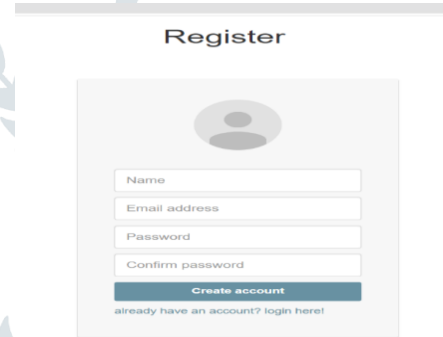 Register
Name
Email address
Password
Confirm password
Create account
already have an account? login here!